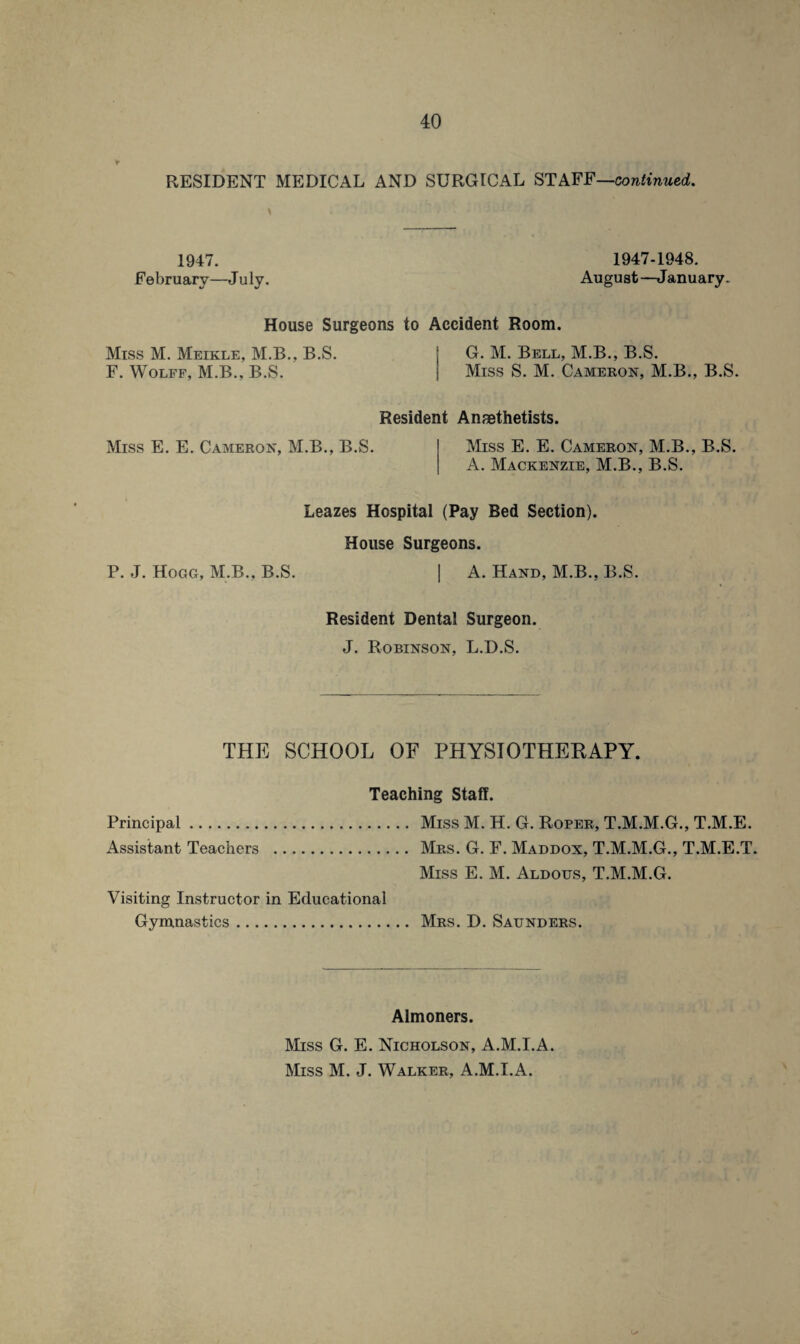 40
RESIDENT MEDICAL AND SURGICAL STAFF—continued.
1947. 1947-1948.
February—July. August—January.
House Surgeons to Accident Room.
Miss M. Meikle, M.B., B.S. | G. M. Bell, M.B., B.S.
F. Wolff, M.B., B.S. | Miss S. M. Cameron, M.B., B.S.
Resident Anæsthetists.
Miss E. E. Cameron, M.B., B.S. | Miss E. E. Cameron, M.B., B.S.
A. Mackenzie, M.B., B.S.
Leazes Hospital (Pay Bed Section).
House Surgeons.
P. J. Hogg, M.B., B.S. | A. Hand, M.B., B.S.
Resident Dental Surgeon.
J. Robinson, L.D.S.
THE SCHOOL OF PHYSIOTHERAPY.
Teaching Staff.
Principal ........................ Miss M. H. G. Roper, T.M.M.G., T.M.E.
Assistant Teachers ............... Mrs. G. F. Maddox, T.M.M.G., T.M.E.T.
Miss E. M. Aldous, T.M.M.G.
Visiting Instructor in Educational
Gymnastics ................... Mrs. D. Saunders.
Almoners.
Miss G. E. Nicholson, A.M.I.A.
Miss M. J. Walker, A.M.I.A.